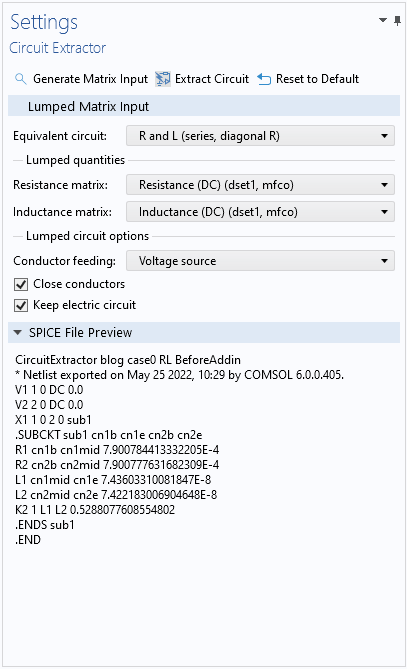 Settings
Circuit Extractor
Generate Matrix Input Extract Circuit Reset to Default
Lumped Matrix Input
Equivalent circuit: R and L (series, diagonal R)
Lumped quantities
Resistance matrix: Resistance (DC) (dset1, mfco)
Inductance matrix: Inductance (DC) (dset1, mfco)
Lumped circuit options
Conductor feeding: Voltage source
Close conductors
Keep electric circuit
SPICE File Preview
CircuitExtractor blog case0 RL BeforeAddin
* Netlist exported on May 25 2022, 10:29 by COMSOL 6.0.0.405.
V1 1 0 DC 0.0
V2 2 0 DC 0.0
X1 1 0 2 0 sub1
.SUBCKT sub1 cn1b cn1e cn2b cn2e
R1 cn1b cn1mid 7.900784413332205E-4
R2 cn2b cn2mid 7.900777631682309E-4
L1 cn1mid cn1e 7.43603310081847E-8
L2 cn2mid cn2e 7.422183006904648E-8
K2 1 L1 L2 0.5288077608554802
.ENDS sub1
.END